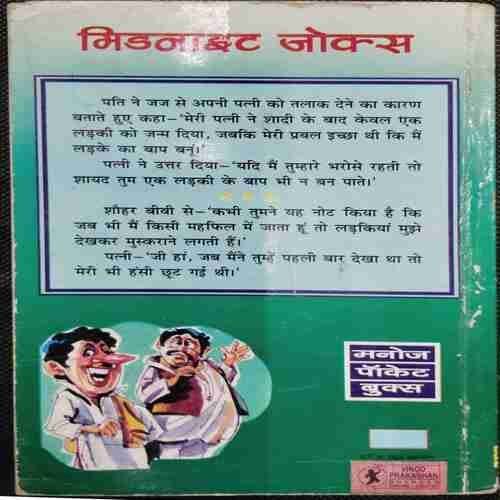 मिडनाइट जोक्स
पति ने जज से अपनी पत्नी को तलाक देने का कारण
बताते हुए कहा–'मेरी पत्नी ने शादी के बाद केवल एक
लड़की को जन्म दिया, जबकि मेरी प्रबल इच्छा थी कि मैं
लड़के का बाप बनूं।'
पत्नी ने उत्तर दिया–'यदि मैं तुम्हारे भरोसे रहती तो
शायद तुम एक लड़की के बाप भी न बन पाते।'
शौहर बीवी से–'कभी तुमने यह नोट किया है कि
जब भी मैं किसी महफिल में जाता हूं तो लड़कियां मुझे
देखकर मुस्कराने लगती हैं।'
पत्नी–'जी हां, जब मैंने तुम्हें पहली बार देखा था तो
मेरी भी हंसी छूट गई थी।'
मनोज
पॉकेट
बुक्स
VINOD
PRAKASHAN